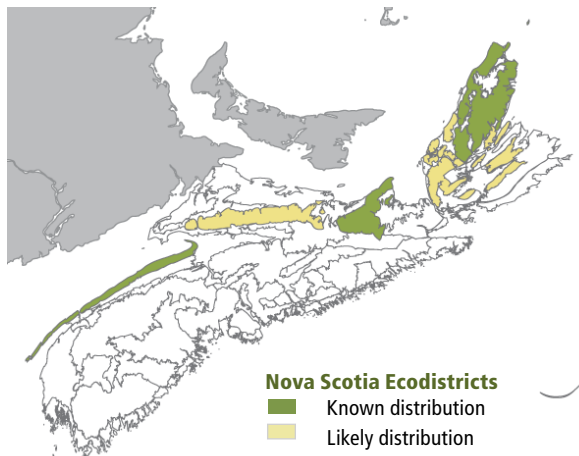 Nova Scotia Ecodistricts
Known distribution
Likely distribution